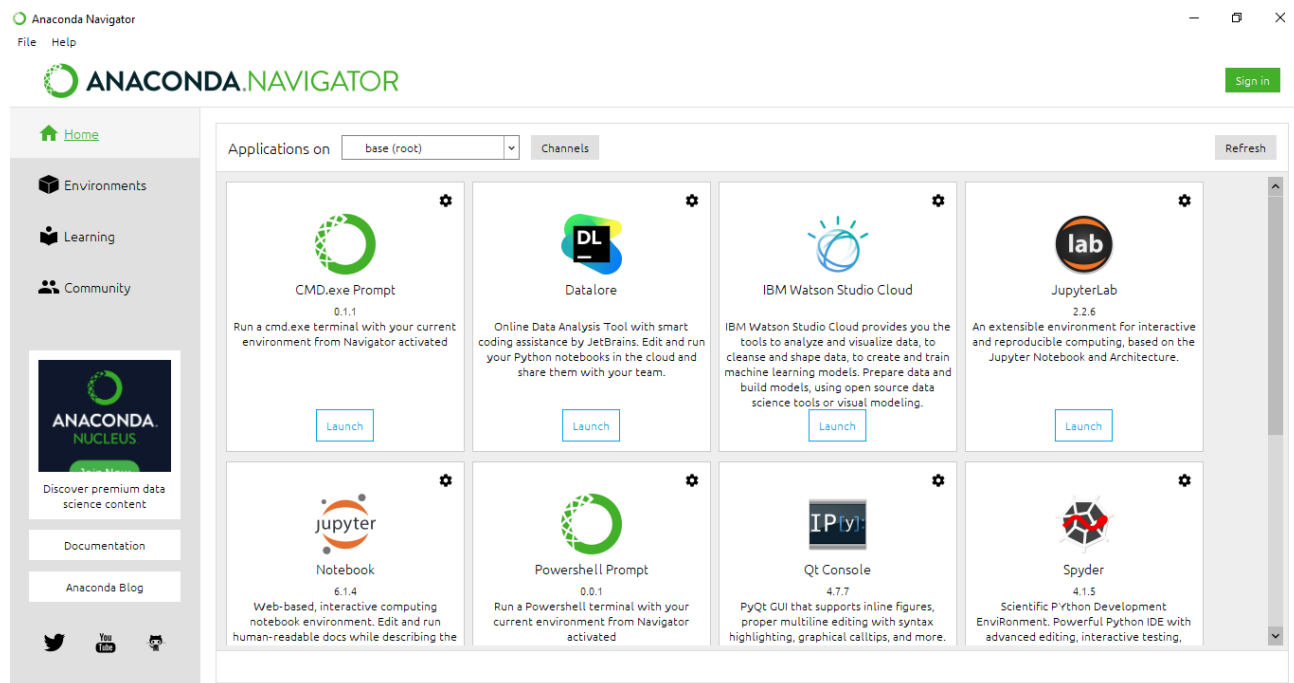 Anaconda Navigator
File Help
ANACONDA.NAVIGATOR
Sign in
Home
Environments
Learning
Community
ANACONDA.
NUCLEUS
Join Now
Discover premium data
science content
Documentation
Anaconda Blog
You
Tube
Applications on base (root) Channels Refresh
CMD.exe Prompt
0.1.1
Run a cmd.exe terminal with your current
environment from Navigator activated
Launch
DL
Datalore
Online Data Analysis Tool with smart
coding assistance by JetBrains. Edit and run
your Python notebooks in the cloud and
share them with your team.
Launch
IBM Watson Studio Cloud
IBM Watson Studio Cloud provides you the
tools to analyze and visualize data, to
cleanse and shape data, to create and train
machine learning models. Prepare data and
build models, using open source data
science tools or visual modeling.
Launch
lab
JupyterLab
2.2.6
An extensible environment for interactive
and reproducible computing, based on the
Jupyter Notebook and Architecture.
Launch
jupyter
Notebook
6.1.4
Web-based, interactive computing
notebook environment. Edit and run
human-readable docs while describing the
Powershell Prompt
0.0.1
Run a Powershell terminal with your
current environment from Navigator
activated
IP[y]:
Qt Console
4.7.7
PyQt GUI that supports inline figures,
proper multiline editing with syntax
highlighting, graphical calltips, and more.
Spyder
4.1.5
Scientific PYthon Development
EnviRonment. Powerful Python IDE with
advanced editing, interactive testing,